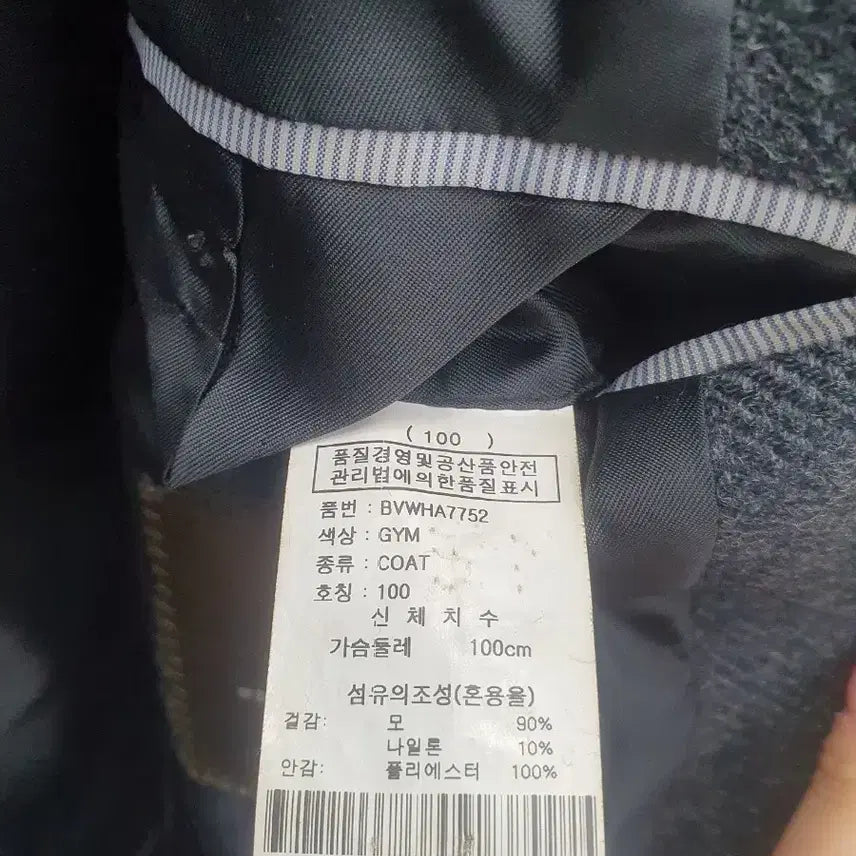 ( 100 )
품질경영및공산품안전
관리법에의한품질표시
품번 : BVWHA7752
색상 : GYM
종류 : COAT
호칭 : 100
신 체 치 수
가슴둘레 100cm
섬유의조성(혼용율)
겉감: 모 90%
나일론 10%
안감: 폴리에스터 100%